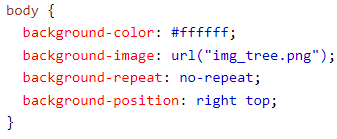 body {
  background-color: #ffffff;
  background-image: url("img_tree.png");
  background-repeat: no-repeat;
  background-position: right top;
}